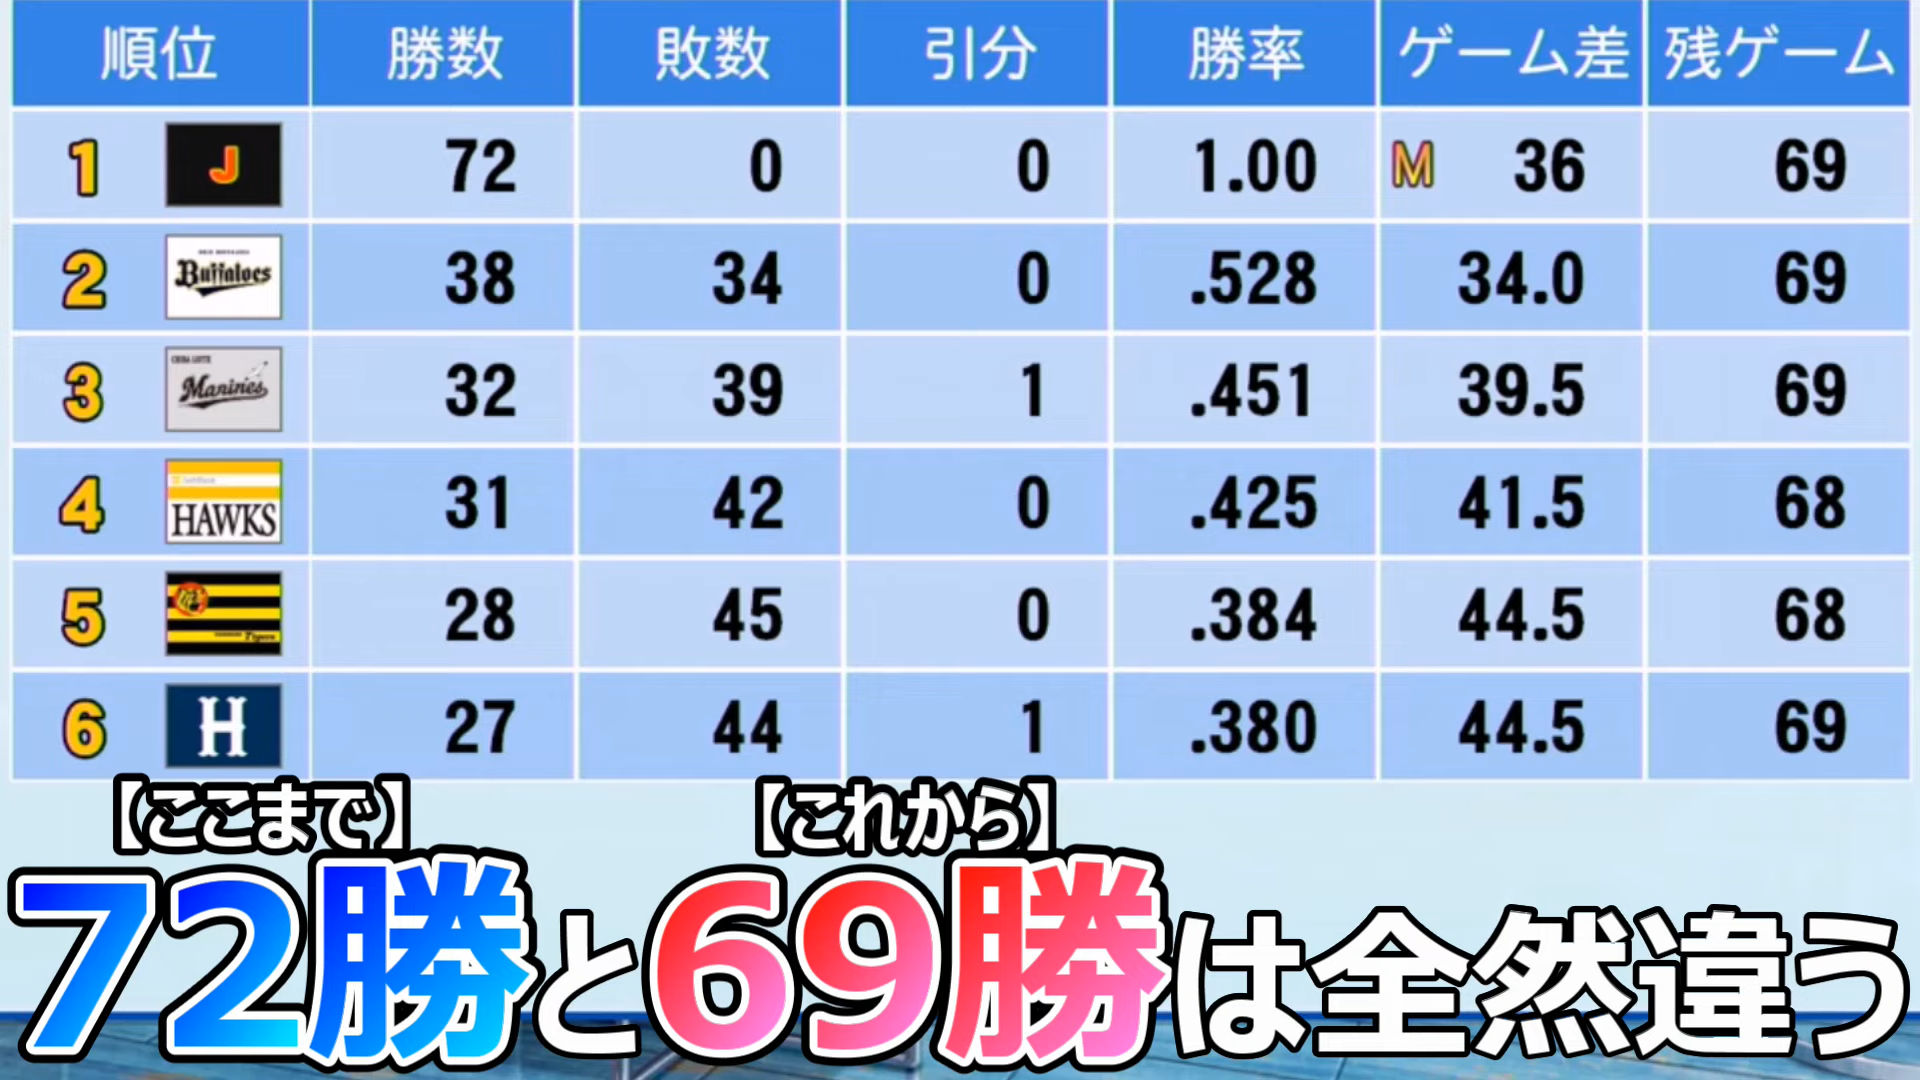 順位 勝数 敗数 引分 勝率 ゲーム差 残ゲーム
1 J 72 0 0 1.00 M 36 69
2 Buffaloes 38 34 0 .528 34.0 69
3 CHIBA LOTTE Marines 32 39 1 .451 39.5 69
4 SoftBank HAWKS 31 42 0 .425 41.5 68
5 Tigers 28 45 0 .384 44.5 68
6 H 27 44 1 .380 44.5 69
【ここまで】 【これから】
72勝と69勝は全然違う